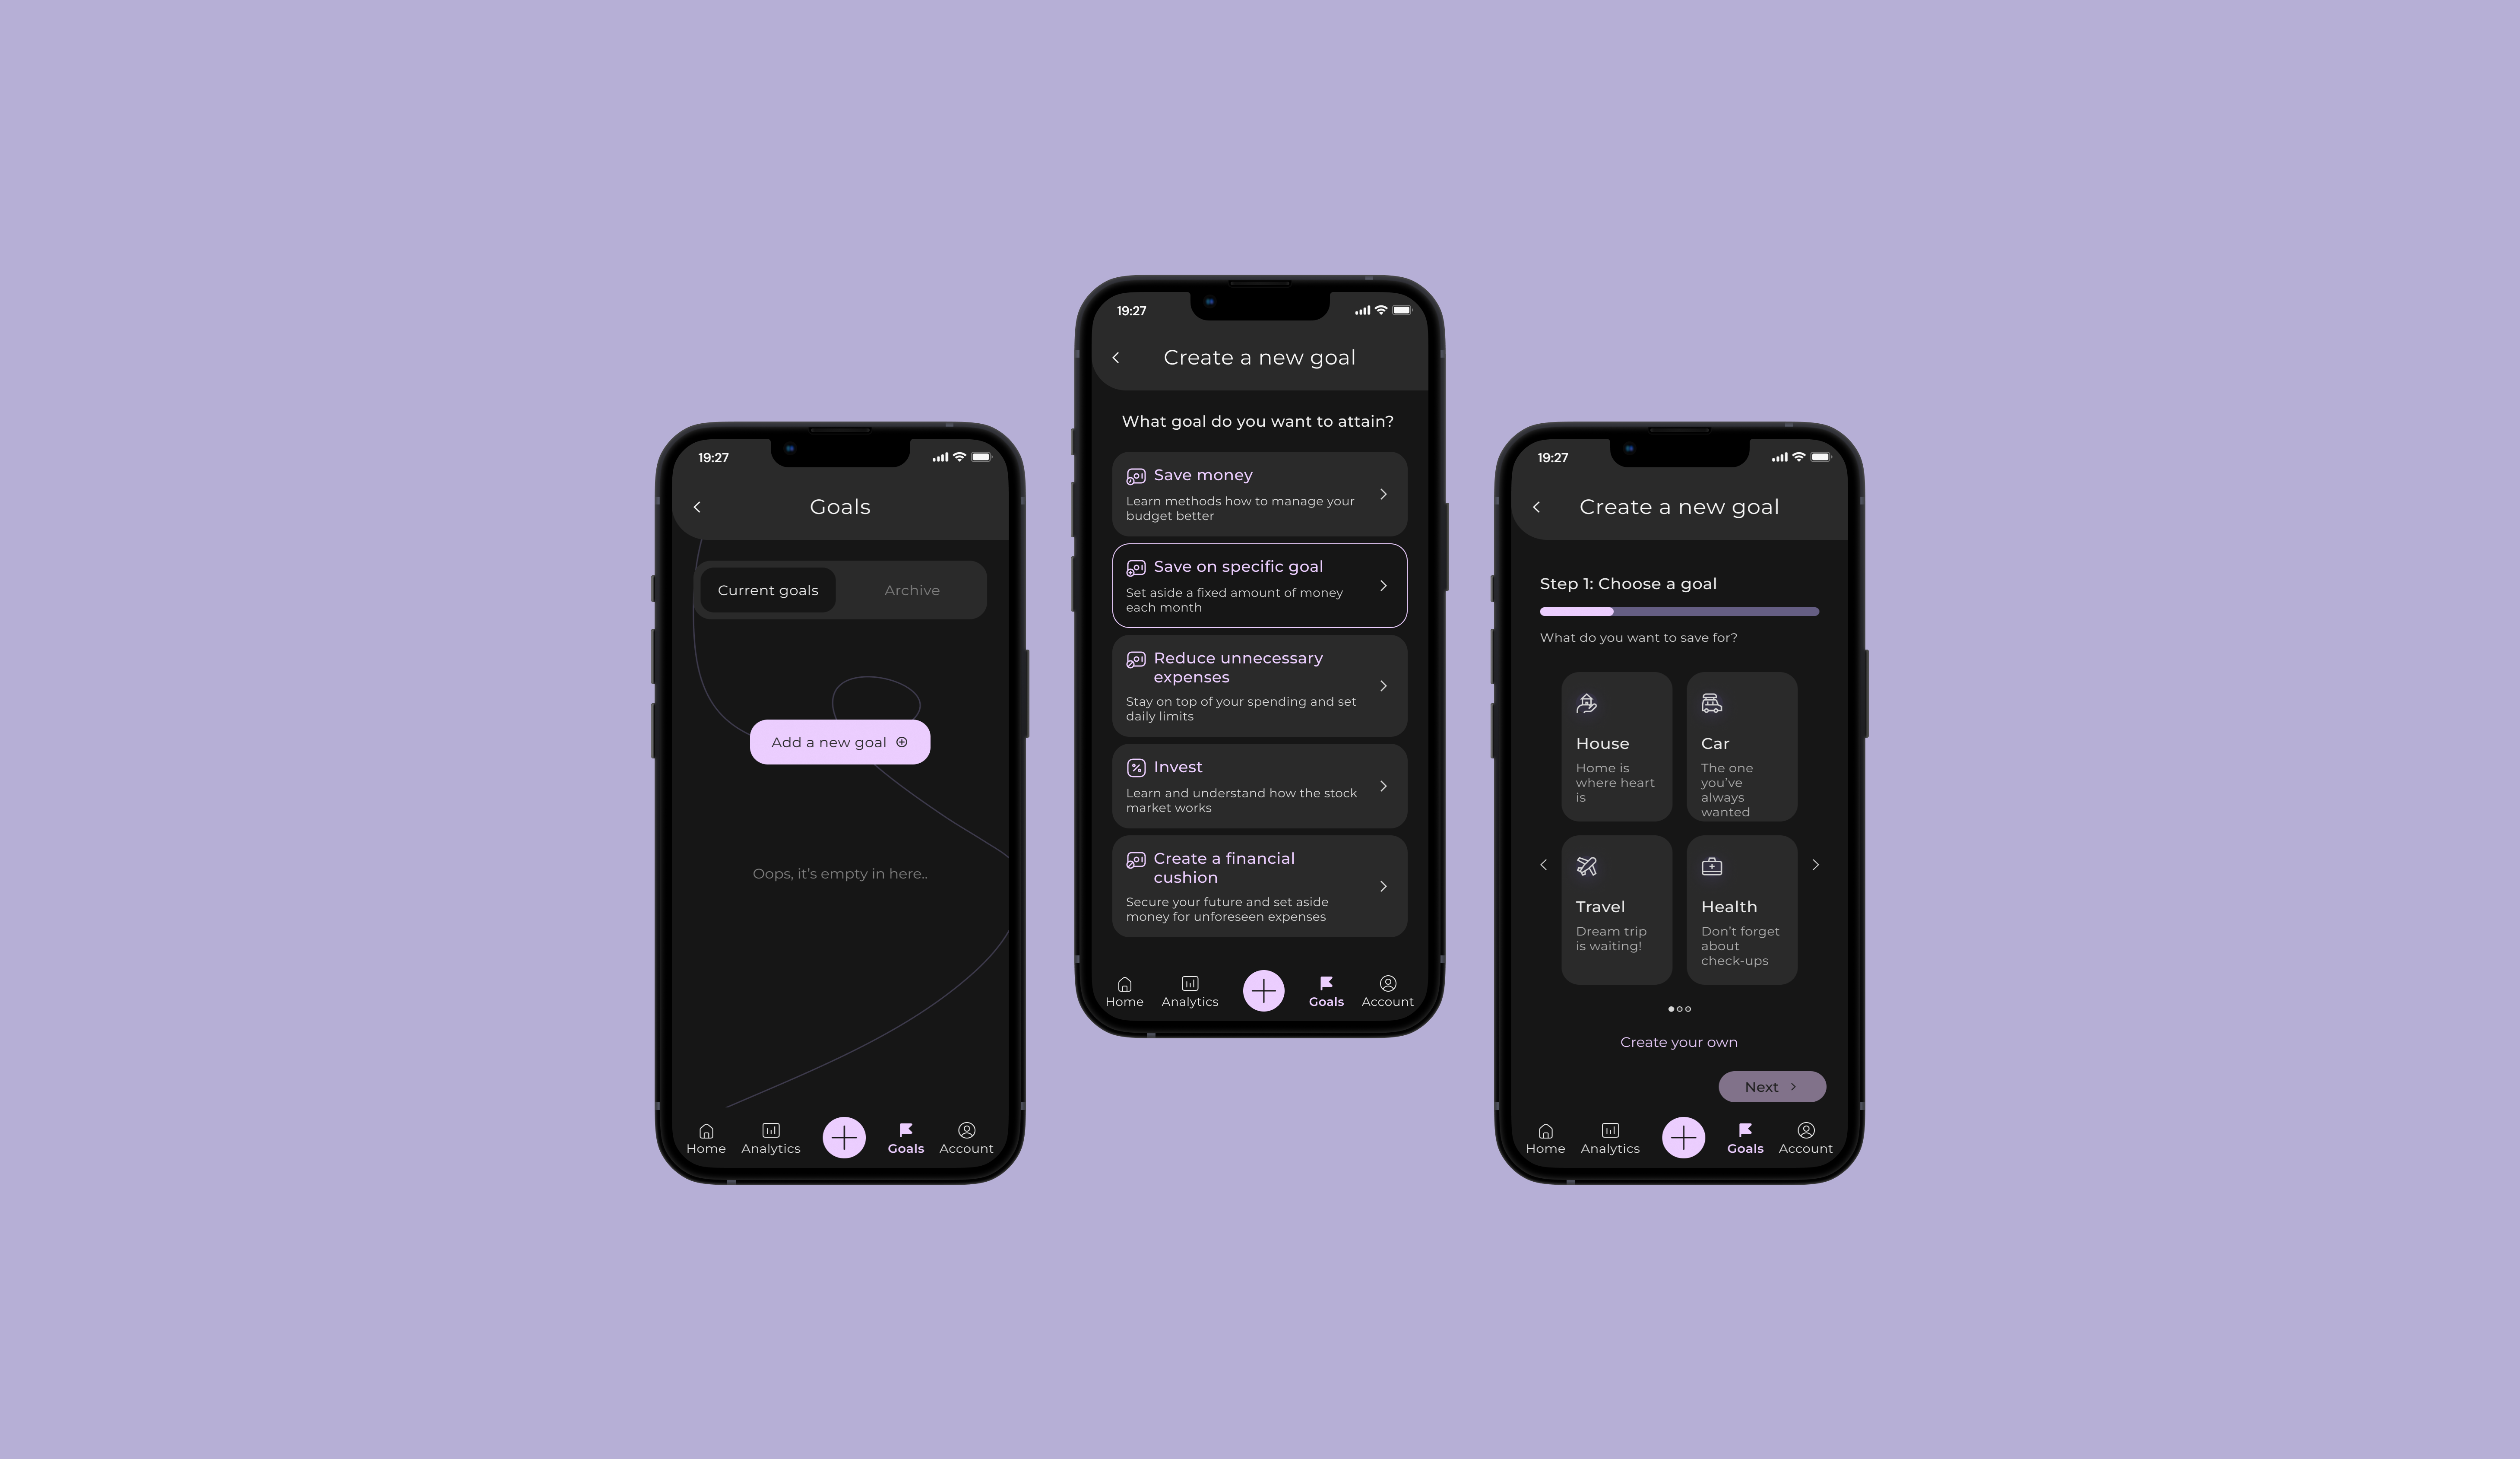 19:27
Goals
Current goals
Archive
Add a new goal
Oops, it's empty in here..
Home
Analytics
Goals
Account
19:27
Create a new goal
What goal do you want to attain?
Save money
Learn methods how to manage your
budget better
Save on specific goal
Set aside a fixed amount of money
each month
Reduce unnecessary
expenses
Stay on top of your spending and set
daily limits
Invest
Learn and understand how the stock
market works
Create a financial
cushion
Secure your future and set aside
money for unforeseen expenses
Home
Analytics
Goals
Account
19:27
Create a new goal
Step 1: Choose a goal
What do you want to save for?
House
Home is
where heart
is
Car
The one
you've
always
wanted
Travel
Dream trip
is waiting!
Health
Don't forget
about
check-ups
Create your own
Next
Home
Analytics
Goals
Account